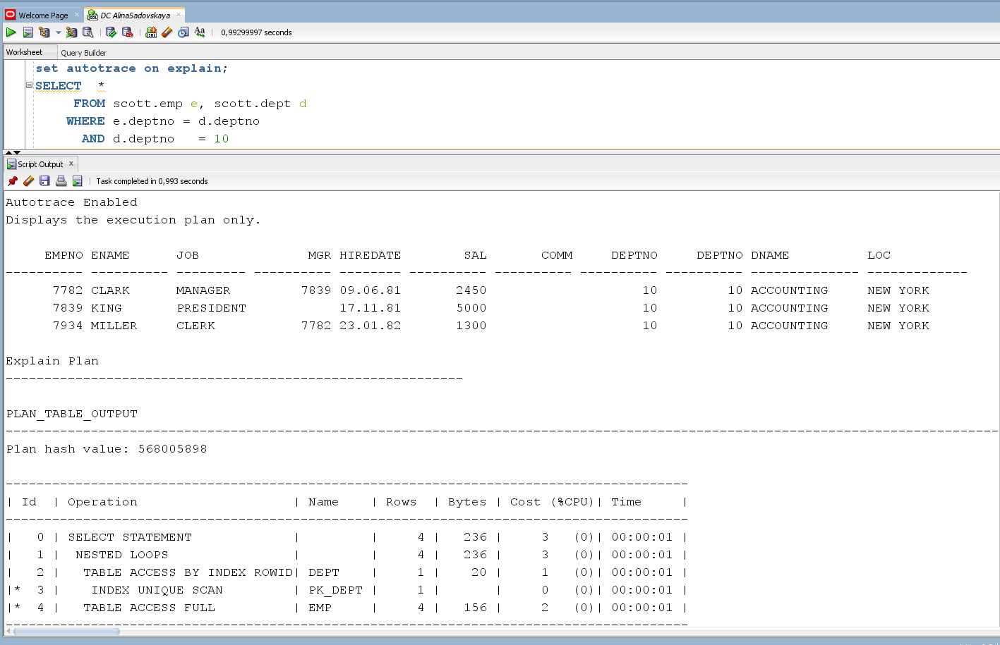 Welcome Page
DC AlinaSadovskaya
0,99299997 seconds
Worksheet Query Builder
set autotrace on explain;
SELECT  *
     FROM scott.emp e, scott.dept d
    WHERE e.deptno = d.deptno
      AND d.deptno   = 10
Script Output
Task completed in 0,993 seconds
Autotrace Enabled
Displays the execution plan only.
     EMPNO ENAME      JOB              MGR HIREDATE        SAL       COMM     DEPTNO     DEPTNO DNAME          LOC
---------- ---------- --------- ---------- -------- ---------- ---------- ---------- ---------- -------------- -------------
      7782 CLARK      MANAGER         7839 09.06.81       2450                    10         10 ACCOUNTING     NEW YORK
      7839 KING       PRESIDENT            17.11.81       5000                    10         10 ACCOUNTING     NEW YORK
      7934 MILLER     CLERK           7782 23.01.82       1300                    10         10 ACCOUNTING     NEW YORK
Explain Plan
-----------------------------------------------------------
PLAN_TABLE_OUTPUT
--------------------------------------------------------------------------------------------------------------------------------
Plan hash value: 568005898
----------------------------------------------------------------------------------------
| Id  | Operation                    | Name    | Rows  | Bytes | Cost (%CPU)| Time     |
----------------------------------------------------------------------------------------
|   0 | SELECT STATEMENT             |         |     4 |   236 |     3   (0)| 00:00:01 |
|   1 |  NESTED LOOPS                |         |     4 |   236 |     3   (0)| 00:00:01 |
|   2 |   TABLE ACCESS BY INDEX ROWID| DEPT    |     1 |    20 |     1   (0)| 00:00:01 |
|*  3 |    INDEX UNIQUE SCAN         | PK_DEPT |     1 |       |     0   (0)| 00:00:01 |
|*  4 |   TABLE ACCESS FULL          | EMP     |     4 |   156 |     2   (0)| 00:00:01 |
----------------------------------------------------------------------------------------